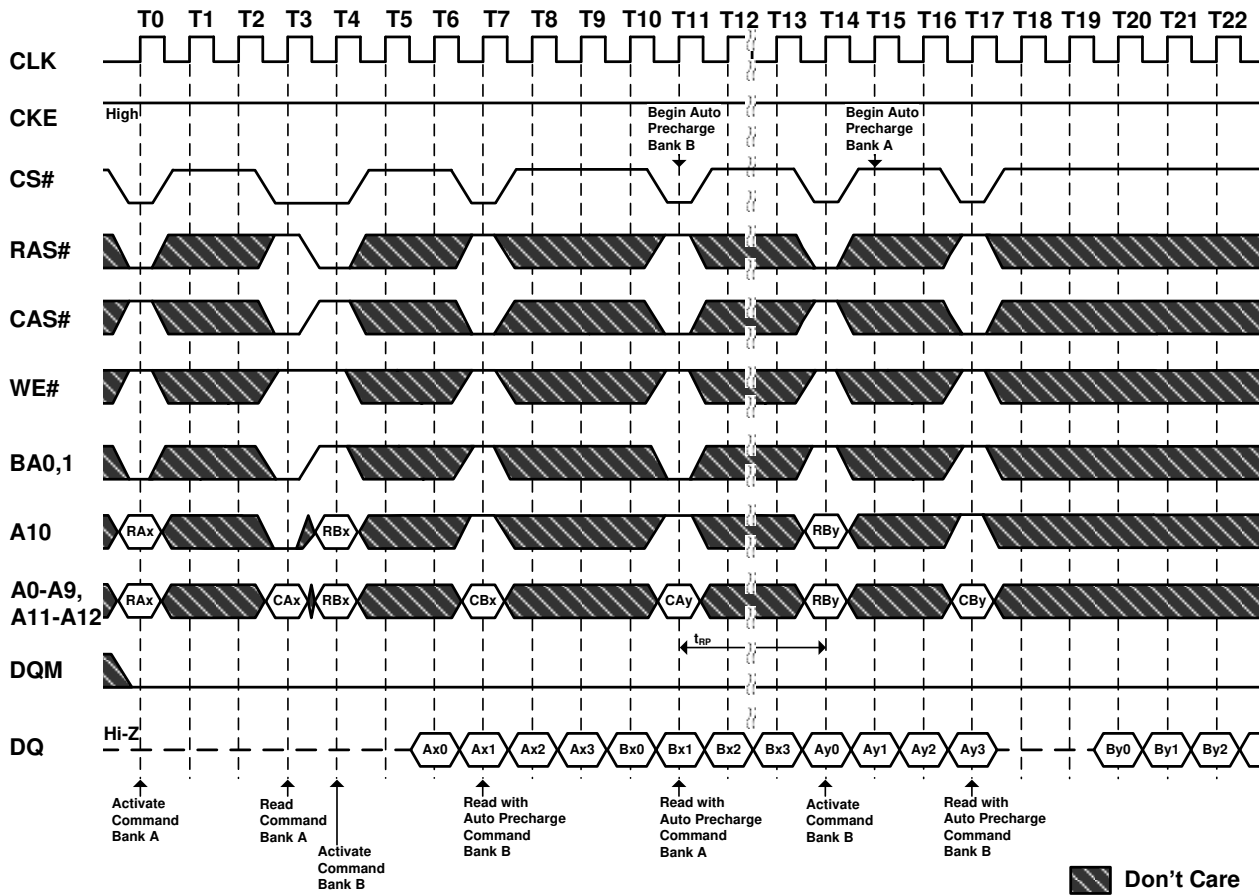 T0 T1 T2 T3 T4 T5 T6 T7 T8 T9 T10 T11 T12 T13 T14 T15 T16 T17 T18 T19 T20 T21 T22
CLK
CKE
High
Begin Auto
Precharge
Bank B
Begin Auto
Precharge
Bank A
CS#
RAS#
CAS#
WE#
BA0,1
A10
RAx RBx RBy
A0-A9,
A11-A12
RAx CAx RBx CBx CAy RBy CBy
tRP
DQM
DQ
Hi-Z
Ax0 Ax1 Ax2 Ax3 Bx0 Bx1 Bx2 Bx3 Ay0 Ay1 Ay2 Ay3 By0 By1 By2
Activate
Command
Bank A
Read
Command
Bank A
Activate
Command
Bank B
Read with
Auto Precharge
Command
Bank B
Read with
Auto Precharge
Command
Bank A
Activate
Command
Bank B
Read with
Auto Precharge
Command
Bank B
Don't Care